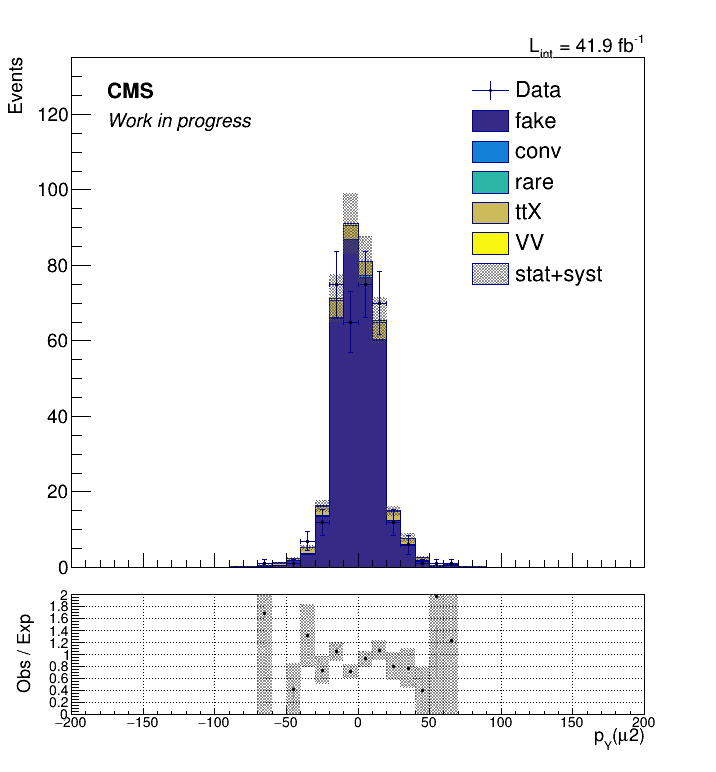 L_int = 41.9 fb^-1
Events
CMS
Work in progress
Data
fake
conv
rare
ttX
VV
stat+syst
120
100
80
60
40
20
0
Obs / Exp
2
1.8
1.6
1.4
1.2
1
0.8
0.6
0.4
0.2
0
−200 −150 −100 −50 0 50 100 150 200
p_Y(μ2)